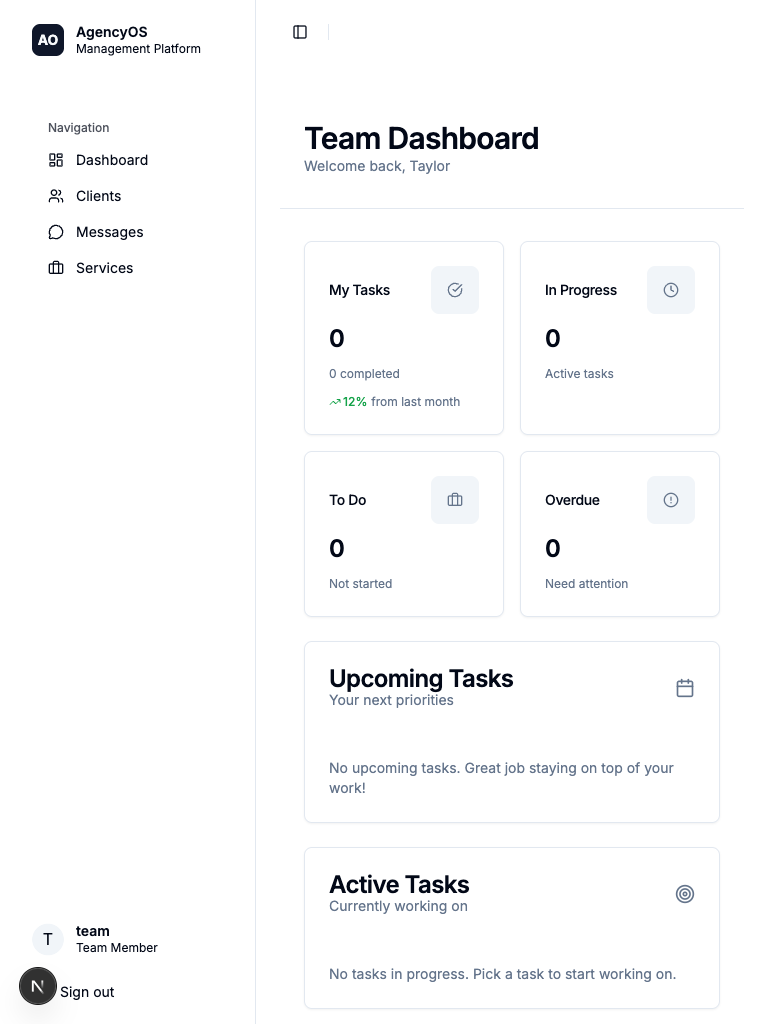 AO
AgencyOS
Management Platform
Navigation
Dashboard
Clients
Messages
Services
team
T
Team Member
N
Sign out
Team Dashboard
Welcome back, Taylor
My Tasks
0
0 completed
12% from last month
In Progress
0
Active tasks
To Do
0
Not started
Overdue
0
Need attention
Upcoming Tasks
Your next priorities
No upcoming tasks. Great job staying on top of your
work!
Active Tasks
Currently working on
No tasks in progress. Pick a task to start working on.